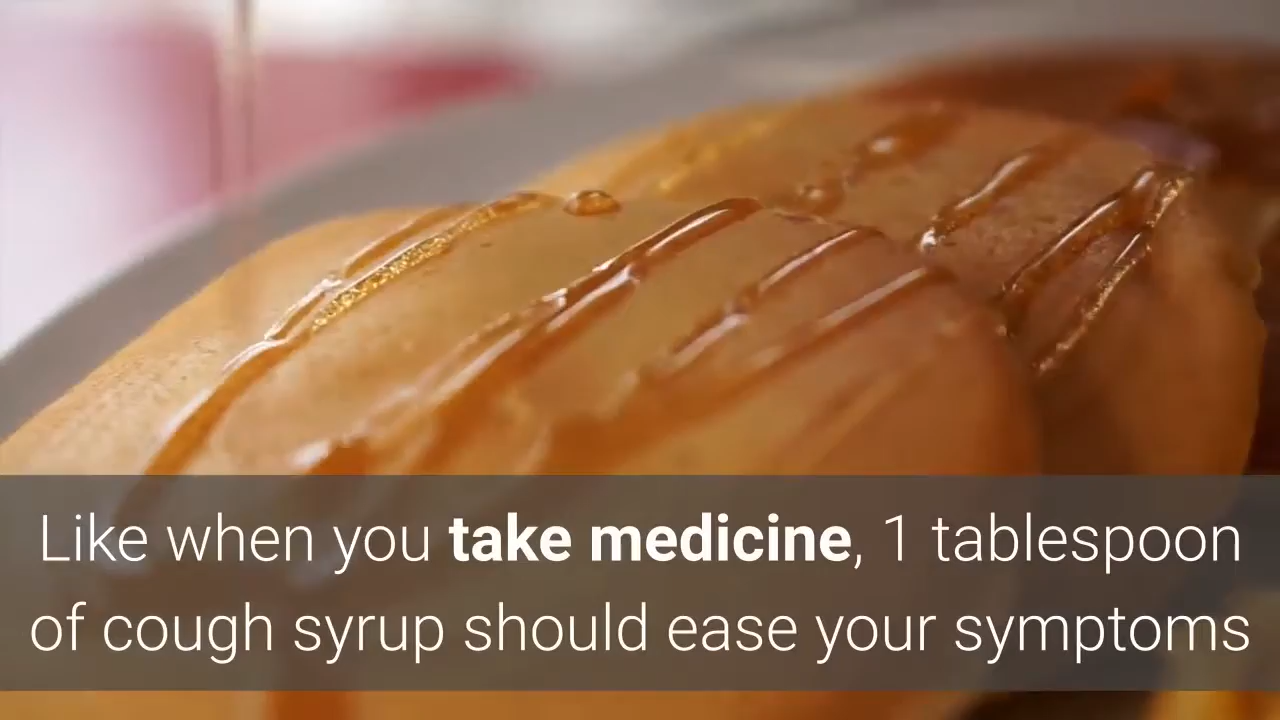 Like when you take medicine, 1 tablespoon
of cough syrup should ease your symptoms